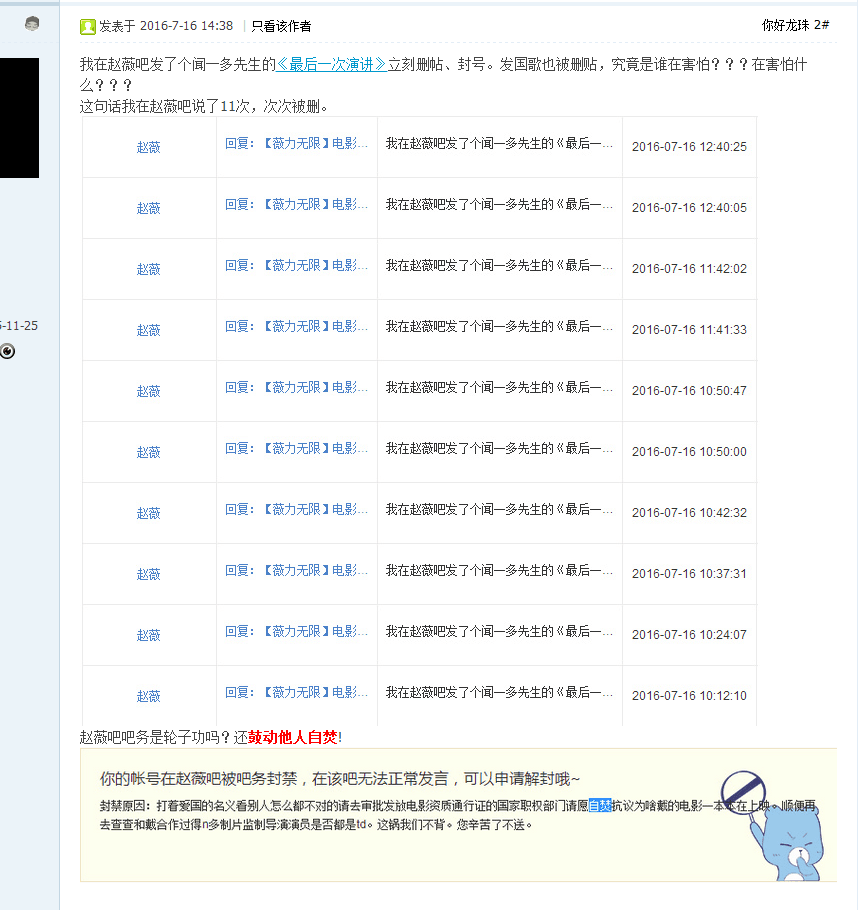 发表于 2016-7-16 14:38 | 只看该作者 你好龙珠 2#
我在赵薇吧发了个闻一多先生的《最后一次演讲》立刻删帖、封号。发国歌也被删贴，究竟是谁在害怕？？？在害怕什
么？？？
这句话我在赵薇吧说了11次，次次被删。
赵薇 回复：【薇力无限】电影... 我在赵薇吧发了个闻一多先生的《最后一... 2016-07-16 12:40:25
赵薇 回复：【薇力无限】电影... 我在赵薇吧发了个闻一多先生的《最后一... 2016-07-16 12:40:05
赵薇 回复：【薇力无限】电影... 我在赵薇吧发了个闻一多先生的《最后一... 2016-07-16 11:42:02
赵薇 回复：【薇力无限】电影... 我在赵薇吧发了个闻一多先生的《最后一... 2016-07-16 11:41:33
5-11-25
赵薇 回复：【薇力无限】电影... 我在赵薇吧发了个闻一多先生的《最后一... 2016-07-16 10:50:47
赵薇 回复：【薇力无限】电影... 我在赵薇吧发了个闻一多先生的《最后一... 2016-07-16 10:50:00
赵薇 回复：【薇力无限】电影... 我在赵薇吧发了个闻一多先生的《最后一... 2016-07-16 10:42:32
赵薇 回复：【薇力无限】电影... 我在赵薇吧发了个闻一多先生的《最后一... 2016-07-16 10:37:31
赵薇 回复：【薇力无限】电影... 我在赵薇吧发了个闻一多先生的《最后一... 2016-07-16 10:24:07
赵薇 回复：【薇力无限】电影... 我在赵薇吧发了个闻一多先生的《最后一... 2016-07-16 10:12:10
赵薇吧吧务是轮子功吗？还鼓动他人自焚!
你的帐号在赵薇吧被吧务封禁，在该吧无法正常发言，可以申请解封哦~
封禁原因：打着爱国的名义看别人怎么都不对的请去审批发放电影资质通行证的国家职权部门请愿自焚抗议为啥戴的电影一本本在上映。顺便再
去查查和戴合作过得n多制片监制导演演员是否都是td。这锅我们不背。您辛苦了不送。